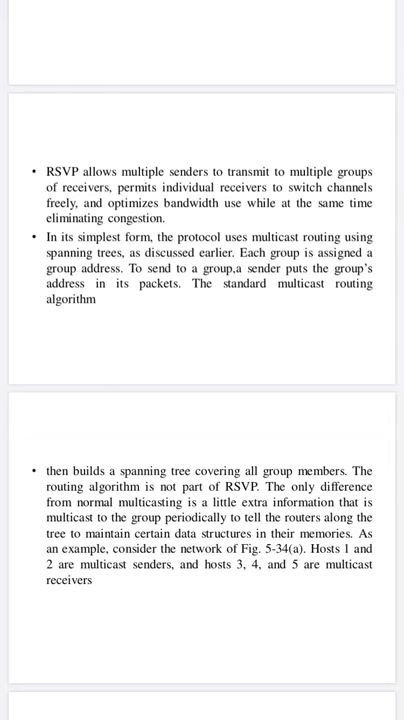 • RSVP allows multiple senders to transmit to multiple groups
of receivers, permits individual receivers to switch channels
freely, and optimizes bandwidth use while at the same time
eliminating congestion.
• In its simplest form, the protocol uses multicast routing using
spanning trees, as discussed earlier. Each group is assigned a
group address. To send to a group,a sender puts the group's
address in its packets. The standard multicast routing
algorithm
• then builds a spanning tree covering all group members. The
routing algorithm is not part of RSVP. The only difference
from normal multicasting is a little extra information that is
multicast to the group periodically to tell the routers along the
tree to maintain certain data structures in their memories. As
an example, consider the network of Fig. 5-34(a). Hosts 1 and
2 are multicast senders, and hosts 3, 4, and 5 are multicast
receivers